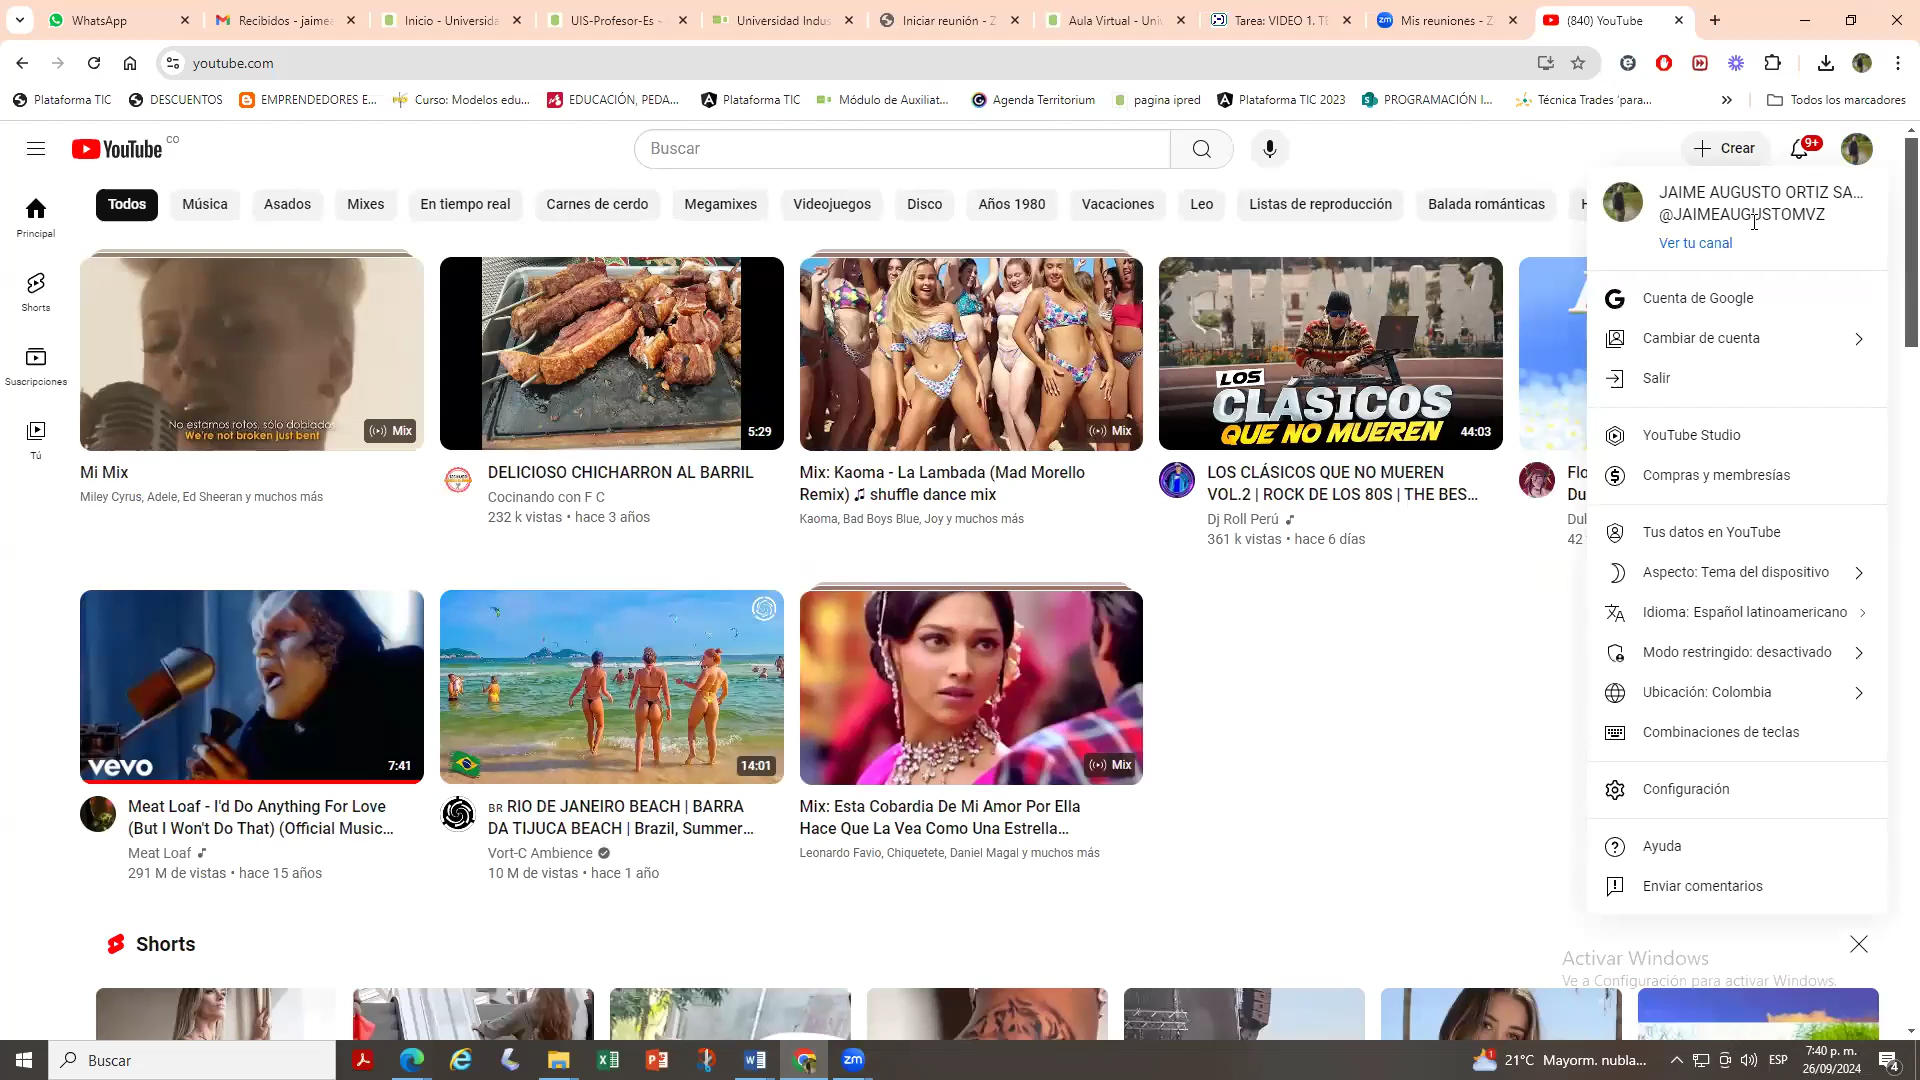 WhatsApp
Recibidos - jaimea
Inicio - Universida
UIS-Profesor-Es -
Universidad Indus
Iniciar reunión - Z
Aula Virtual - Uni
Tarea: VIDEO 1. TE
Mis reuniones - Z
(840) YouTube
youtube.com
Plataforma TIC
DESCUENTOS
EMPRENDEDORES E...
Curso: Modelos edu...
EDUCACIÓN, PEDA...
Plataforma TIC
Módulo de Auxiliat...
Agenda Territorium
pagina ipred
Plataforma TIC 2023
PROGRAMACIÓN I...
Técnica Trades 'para...
Todos los marcadores
YouTube CO
Buscar
Crear
9+
Todos
Música
Asados
Mixes
En tiempo real
Carnes de cerdo
Megamixes
Videojuegos
Disco
Años 1980
Vacaciones
Leo
Listas de reproducción
Balada románticas
Principal
Shorts
Suscripciones
Tú
No estamos rotos, sólo doblados
We're not broken just bent
Mix
Mi Mix
Miley Cyrus, Adele, Ed Sheeran y muchos más
5:29
DELICIOSO CHICHARRON AL BARRIL
Cocinando con F C
232 k vistas • hace 3 años
Mix
Mix: Kaoma - La Lambada (Mad Morello
Remix) ♫ shuffle dance mix
Kaoma, Bad Boys Blue, Joy y muchos más
LOS
CLÁSICOS
QUE NO MUEREN
44:03
LOS CLÁSICOS QUE NO MUEREN
VOL.2 | ROCK DE LOS 80S | THE BES...
Dj Roll Perú
361 k vistas • hace 6 días
Flo
Du
Dul
42
vevo
7:41
Meat Loaf - I'd Do Anything For Love
(But I Won't Do That) (Official Music...
Meat Loaf
291 M de vistas • hace 15 años
14:01
BR RIO DE JANEIRO BEACH | BARRA
DA TIJUCA BEACH | Brazil, Summer...
Vort-C Ambience
10 M de vistas • hace 1 año
Mix
Mix: Esta Cobardia De Mi Amor Por Ella
Hace Que La Vea Como Una Estrella...
Leonardo Favio, Chiquetete, Daniel Magal y muchos más
Shorts
JAIME AUGUSTO ORTIZ SA...
@JAIMEAUGUSTOMVZ
Ver tu canal
Cuenta de Google
Cambiar de cuenta
Salir
YouTube Studio
Compras y membresías
Tus datos en YouTube
Aspecto: Tema del dispositivo
Idioma: Español latinoamericano
Modo restringido: desactivado
Ubicación: Colombia
Combinaciones de teclas
Configuración
Ayuda
Enviar comentarios
Activar Windows
Ve a Configuración para activar Windows.
Buscar
21°C Mayorm. nubla...
ESP
7:40 p. m.
26/09/2024
4